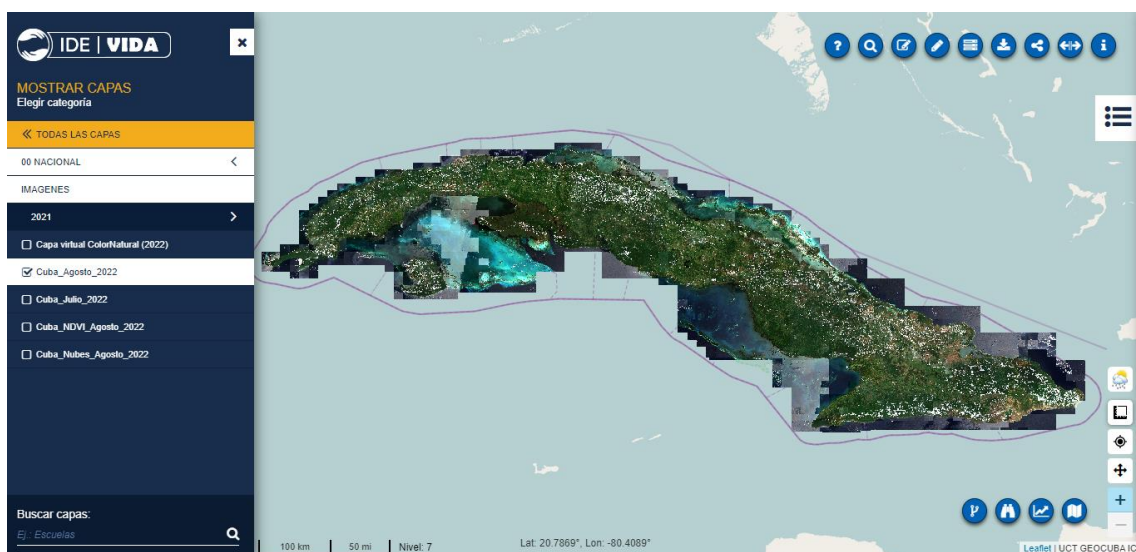 IDE | VIDA
MOSTRAR CAPAS
Elegir categoría
TODAS LAS CAPAS
00 NACIONAL
IMAGENES
2021
Capa virtual ColorNatural (2022)
Cuba_Agosto_2022
Cuba_Julio_2022
Cuba_NDVI_Agosto_2022
Cuba_Nubes_Agosto_2022
Buscar capas:
Ej.: Escuelas
100 km
50 mi
Nivel: 7
Lat: 20.7869°, Lon: -80.4089°
Leaflet | UCT GEOCUBA IC